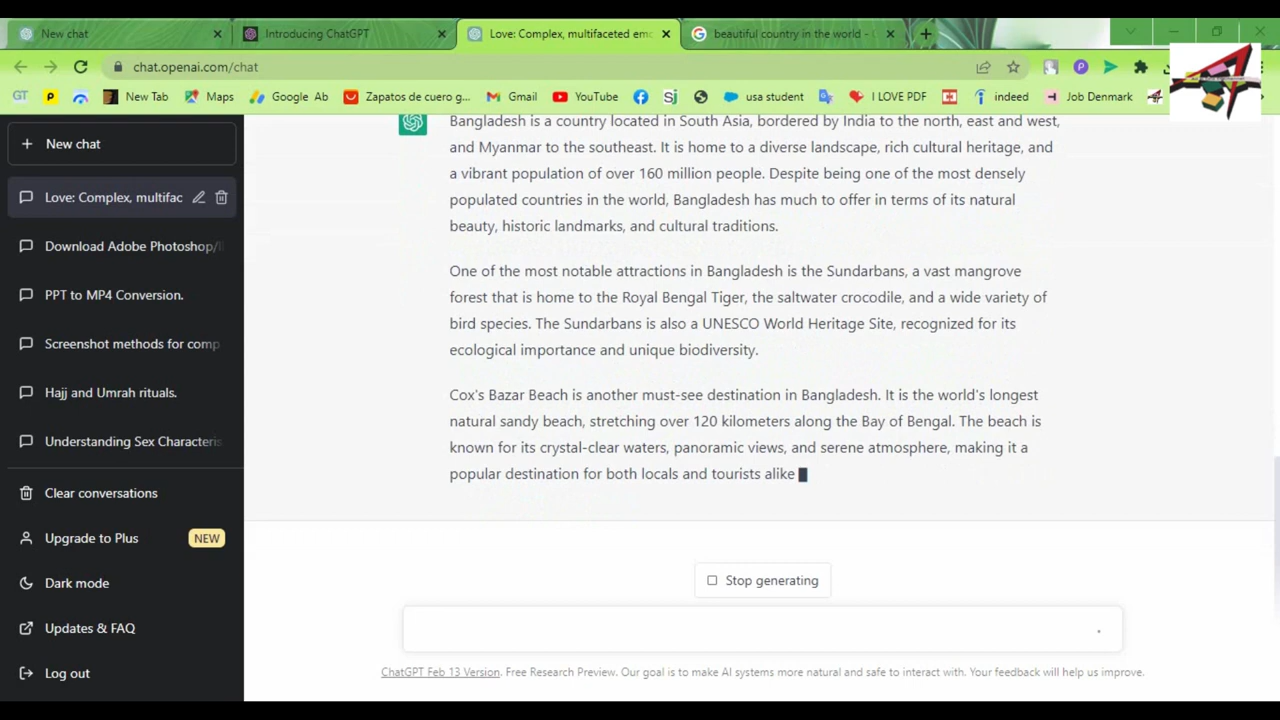 New chat
Introducing ChatGPT
Love: Complex, multifaceted emo
beautiful country in the world -
chat.openai.com/chat
GT
P
New Tab
Maps
Google Ab
Zapatos de cuero g...
Gmail
YouTube
Sj
usa student
I LOVE PDF
indeed
Job Denmark
New chat
Love: Complex, multifac
Download Adobe Photoshop/I
PPT to MP4 Conversion.
Screenshot methods for comp
Hajj and Umrah rituals.
Understanding Sex Characteris
Clear conversations
Upgrade to Plus NEW
Dark mode
Updates & FAQ
Log out
Bangladesh is a country located in South Asia, bordered by India to the north, east and west,
and Myanmar to the southeast. It is home to a diverse landscape, rich cultural heritage, and
a vibrant population of over 160 million people. Despite being one of the most densely
populated countries in the world, Bangladesh has much to offer in terms of its natural
beauty, historic landmarks, and cultural traditions.
One of the most notable attractions in Bangladesh is the Sundarbans, a vast mangrove
forest that is home to the Royal Bengal Tiger, the saltwater crocodile, and a wide variety of
bird species. The Sundarbans is also a UNESCO World Heritage Site, recognized for its
ecological importance and unique biodiversity.
Cox's Bazar Beach is another must-see destination in Bangladesh. It is the world's longest
natural sandy beach, stretching over 120 kilometers along the Bay of Bengal. The beach is
known for its crystal-clear waters, panoramic views, and serene atmosphere, making it a
popular destination for both locals and tourists alike
Stop generating
ChatGPT Feb 13 Version. Free Research Preview. Our goal is to make AI systems more natural and safe to interact with. Your feedback will help us improve.